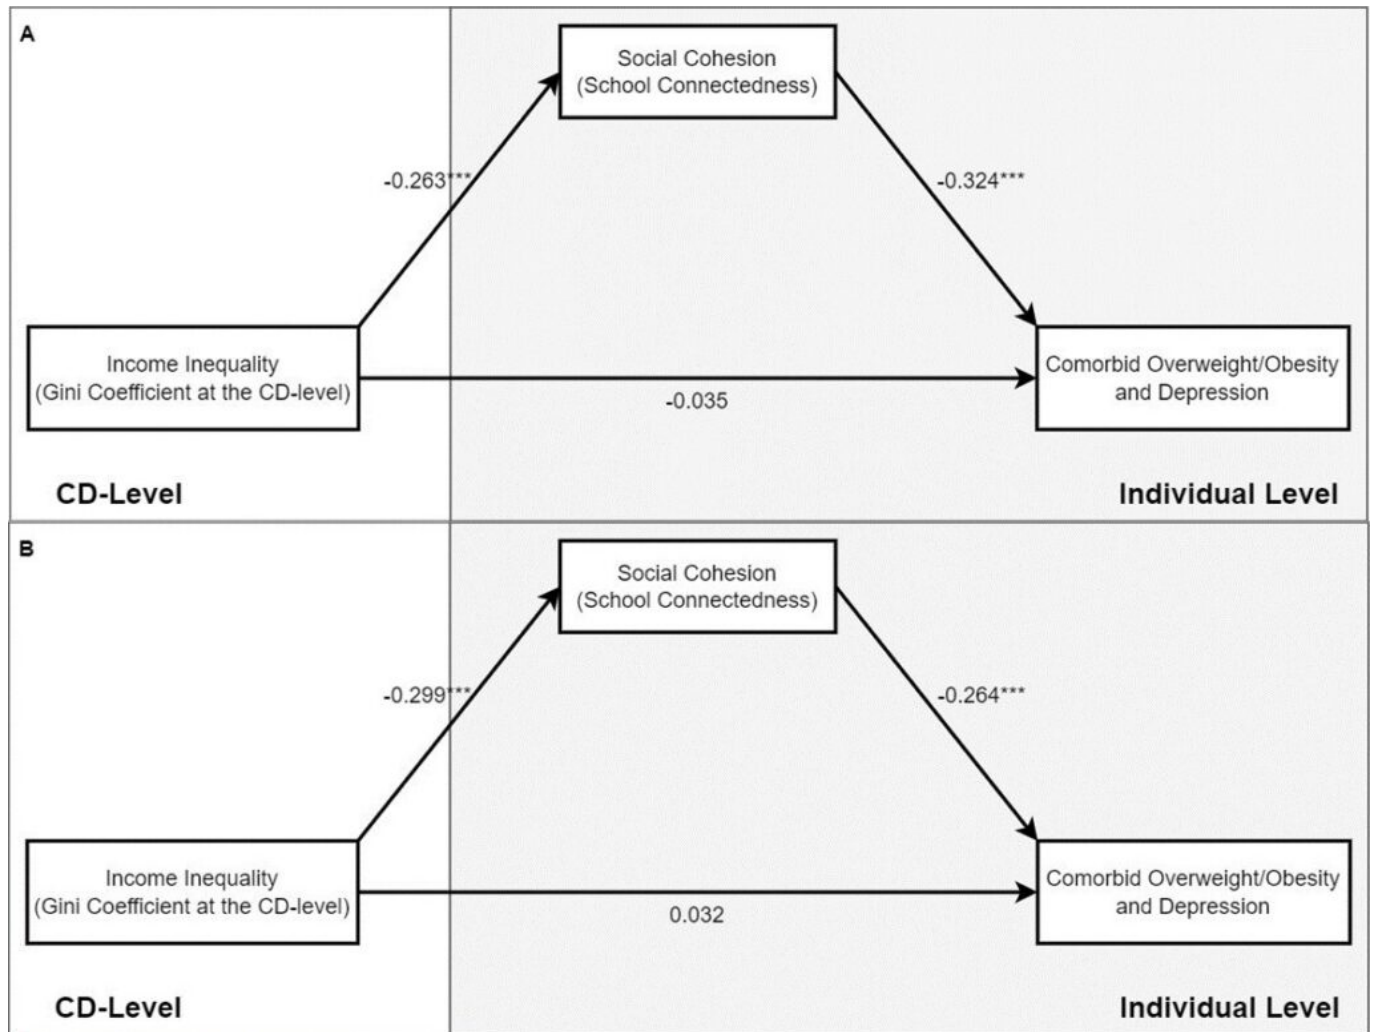 A
Social Cohesion
(School Connectedness)
-0.263***
-0.324***
Income Inequality
(Gini Coefficient at the CD-level)
-0.035
Comorbid Overweight/Obesity
and Depression
CD-Level
Individual Level
B
Social Cohesion
(School Connectedness)
-0.299***
-0.264***
Income Inequality
(Gini Coefficient at the CD-level)
0.032
Comorbid Overweight/Obesity
and Depression
CD-Level
Individual Level